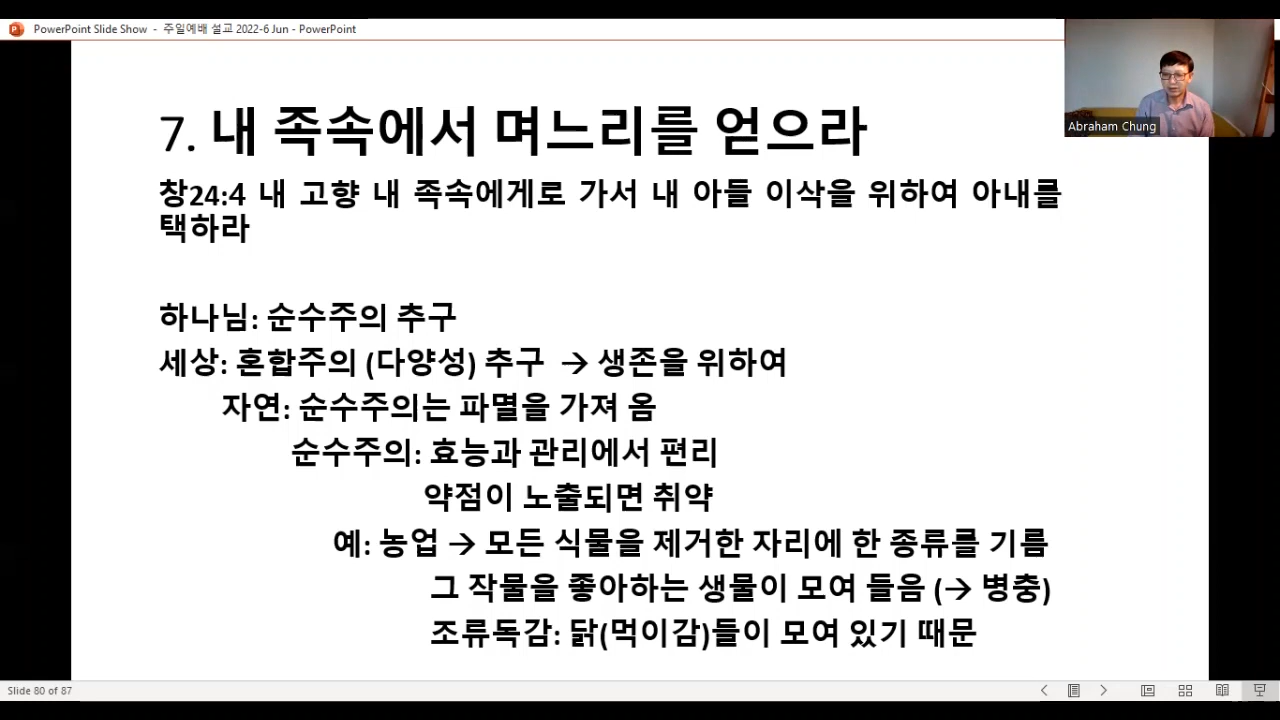 PowerPoint Slide Show - 주일예배 설교 2022-6 Jun - PowerPoint
Abraham Chung
7. 내 족속에서 며느리를 얻으라
창24:4 내 고향 내 족속에게로 가서 내 아들 이삭을 위하여 아내를
택하라
하나님: 순수주의 추구
세상: 혼합주의 (다양성) 추구 → 생존을 위하여
자연: 순수주의는 파멸을 가져 옴
순수주의: 효능과 관리에서 편리
약점이 노출되면 취약
예: 농업 → 모든 식물을 제거한 자리에 한 종류를 기름
그 작물을 좋아하는 생물이 모여 들음 (→ 병충)
조류독감: 닭(먹이감)들이 모여 있기 때문
Slide 80 of 87